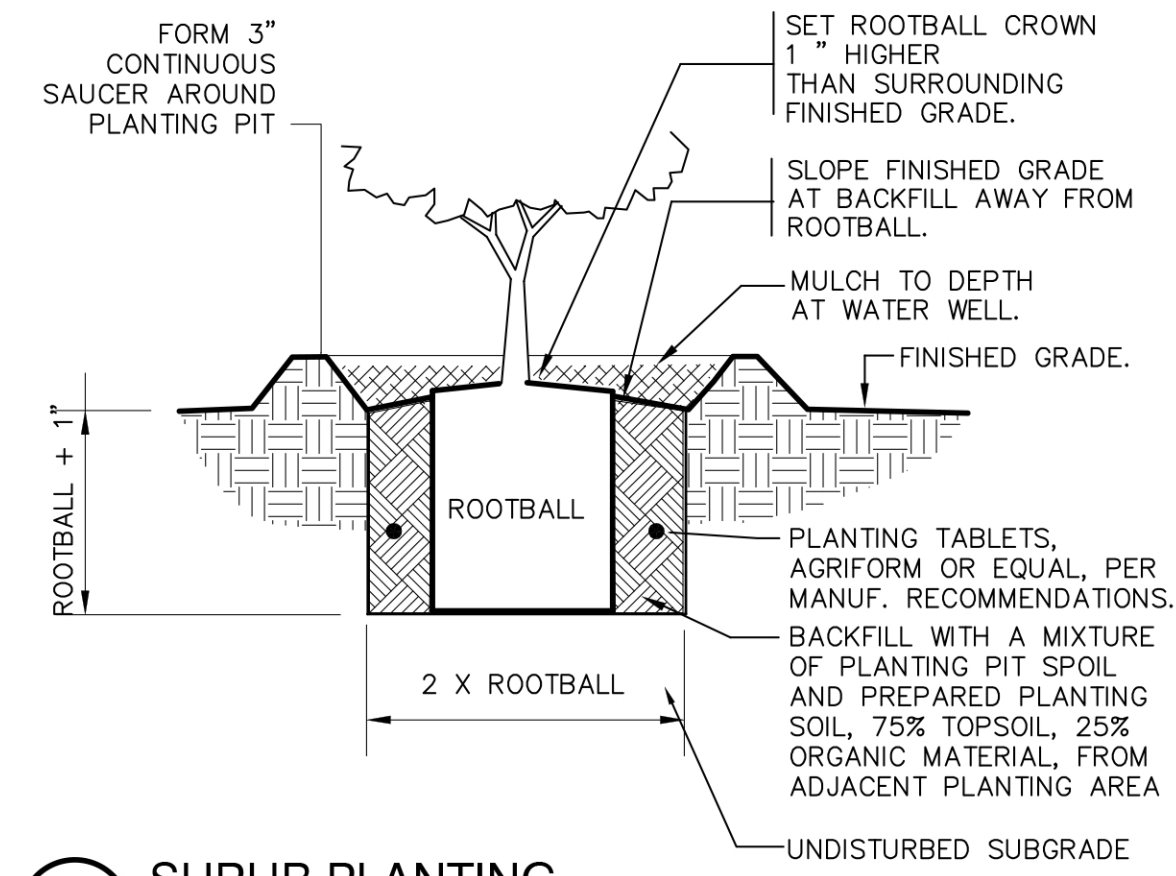 FORM 3"
CONTINUOUS
SAUCER AROUND
PLANTING PIT
SET ROOTBALL CROWN
1 " HIGHER
THAN SURROUNDING
FINISHED GRADE.
SLOPE FINISHED GRADE
AT BACKFILL AWAY FROM
ROOTBALL.
MULCH TO DEPTH
AT WATER WELL.
FINISHED GRADE.
ROOTBALL + 1"
ROOTBALL
PLANTING TABLETS,
AGRIFORM OR EQUAL, PER
MANUF. RECOMMENDATIONS.
BACKFILL WITH A MIXTURE
OF PLANTING PIT SPOIL
AND PREPARED PLANTING
SOIL, 75% TOPSOIL, 25%
ORGANIC MATERIAL, FROM
ADJACENT PLANTING AREA
2 X ROOTBALL
UNDISTURBED SUBGRADE
SHRUB PLANTING